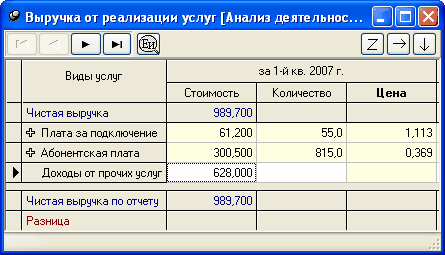 Выручка от реализации услуг [Анализ деятельнос...
Еи Z
Виды услуг за 1-й кв. 2007 г.
Стоимость Количество Цена
Чистая выручка 989,700
Плата за подключение 61,200 55,0 1,113
Абонентская плата 300,500 815,0 0,369
Доходы от прочих услуг 628,000
Чистая выручка по отчету 989,700
Разница